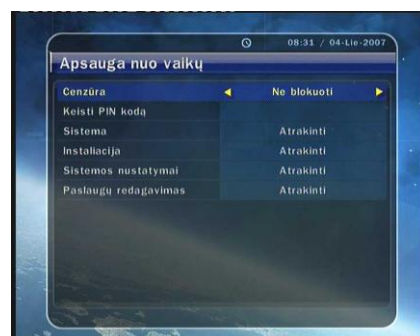 08:31 / 04-Lie-2007
Apsauga nuo vaikų
Cenzūra Ne blokuoti
Keisti PIN kodą
Sistema Atrakinti
Instaliacija Atrakinti
Sistemos nustatymai Atrakinti
Paslaugų redagavimas Atrakinti